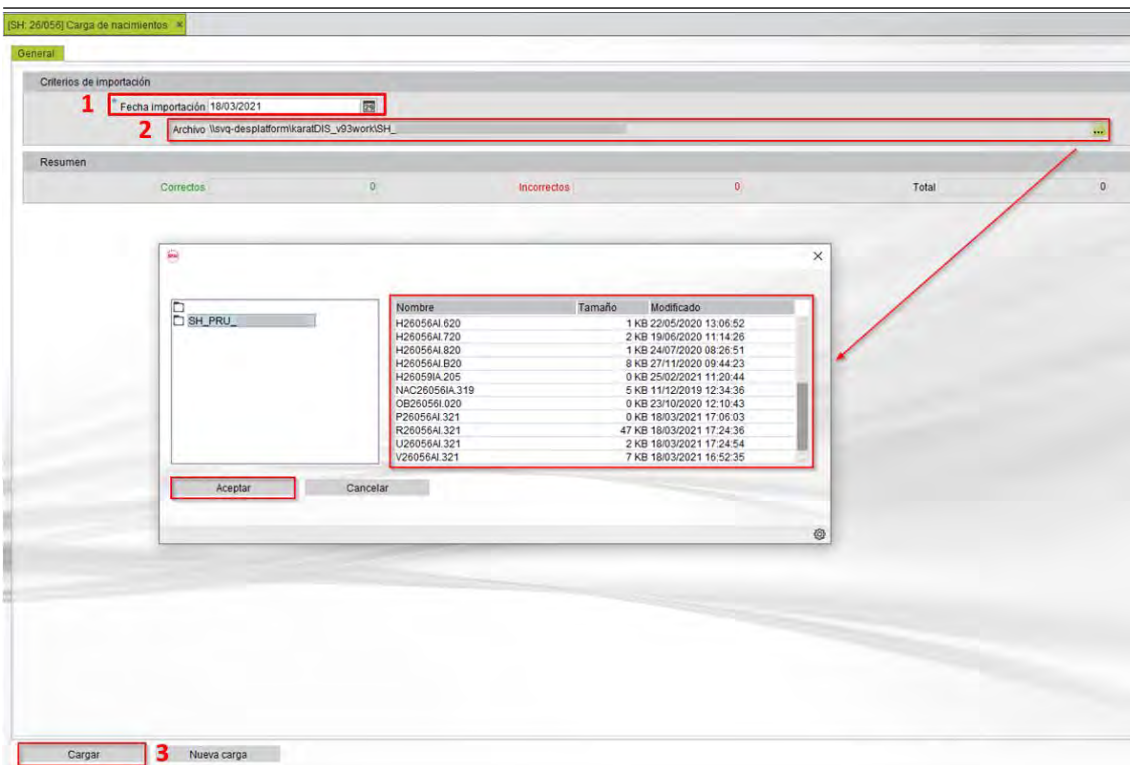 [SH: 26/056] Carga de nacimientos ×
General
Criterios de importación
1 * Fecha importación 18/03/2021
2 Archivo \\svq-desplatform\karatDIS_v93work\SH_ ...
Resumen
Correctos 0 Incorrectos 0 Total 0
Nombre Tamaño Modificado
SH_PRU_
H26056AI.620 1 KB 22/05/2020 13:06:52
H26056AI.720 2 KB 19/06/2020 11:14:26
H26056AI.820 1 KB 24/07/2020 08:26:51
H26056AI.B20 8 KB 27/11/2020 09:44:23
H26059IA.205 0 KB 25/02/2021 11:20:44
NAC26056IA.319 5 KB 11/12/2019 12:34:36
OB26056I.020 0 KB 23/10/2020 12:10:43
P26056AI.321 0 KB 18/03/2021 17:06:03
R26056AI.321 47 KB 18/03/2021 17:24:36
U26056AI.321 2 KB 18/03/2021 17:24:54
V26056AI.321 7 KB 18/03/2021 16:52:35
Aceptar Cancelar
Cargar 3 Nueva carga